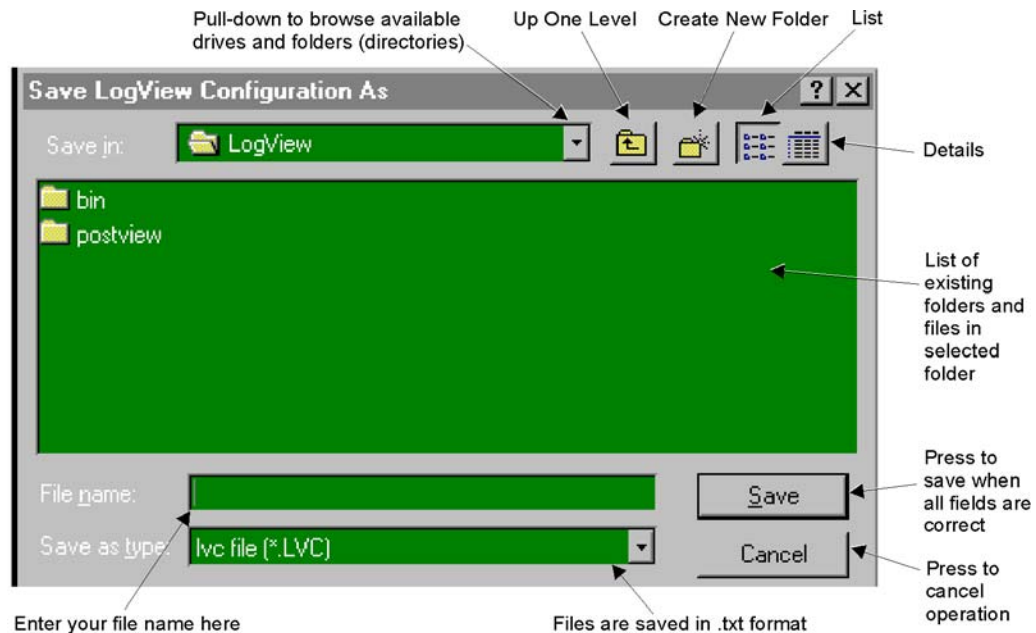 Pull-down to browse available
drives and folders (directories)
Up One Level
Create New Folder
List
Save LogView Configuration As
Save in:
LogView
Details
bin
postview
List of
existing
folders and
files in
selected
folder
File name:
Save
Press to
save when
all fields are
correct
Save as type:
lvc file (*.LVC)
Cancel
Press to
cancel
operation
Enter your file name here
Files are saved in .txt format